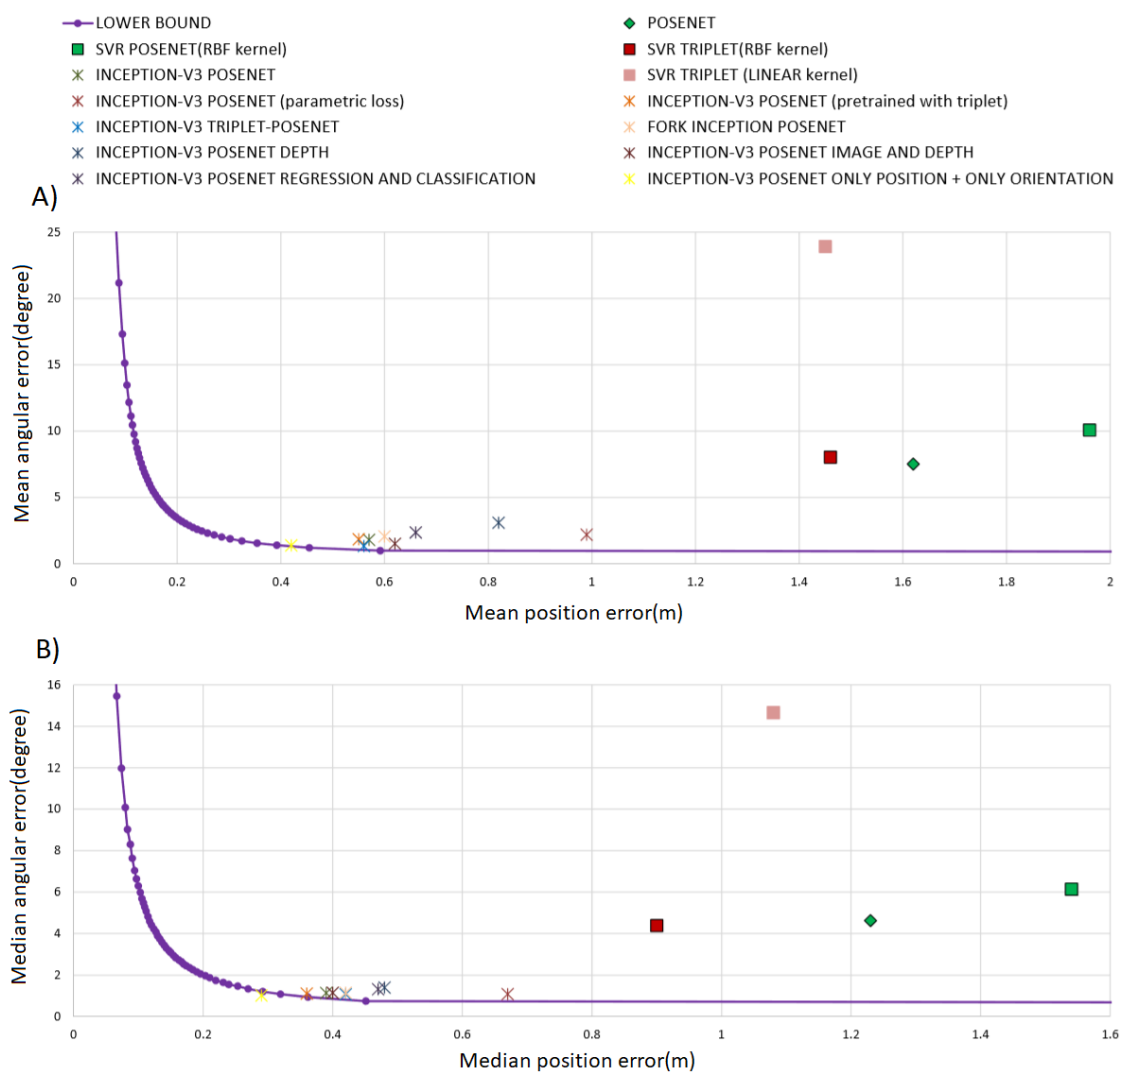 LOWER BOUND
POSENET
SVR POSENET(RBF kernel)
SVR TRIPLET(RBF kernel)
INCEPTION-V3 POSENET
SVR TRIPLET (LINEAR kernel)
INCEPTION-V3 POSENET (parametric loss)
INCEPTION-V3 POSENET (pretrained with triplet)
INCEPTION-V3 TRIPLET-POSENET
FORK INCEPTION POSENET
INCEPTION-V3 POSENET DEPTH
INCEPTION-V3 POSENET IMAGE AND DEPTH
INCEPTION-V3 POSENET REGRESSION AND CLASSIFICATION
INCEPTION-V3 POSENET ONLY POSITION + ONLY ORIENTATION
A)
Mean angular error(degree)
25
20
15
10
5
0
0 0.2 0.4 0.6 0.8 1 1.2 1.4 1.6 1.8 2
Mean position error(m)
B)
Median angular error(degree)
16
14
12
10
8
6
4
2
0
0 0.2 0.4 0.6 0.8 1 1.2 1.4 1.6
Median position error(m)